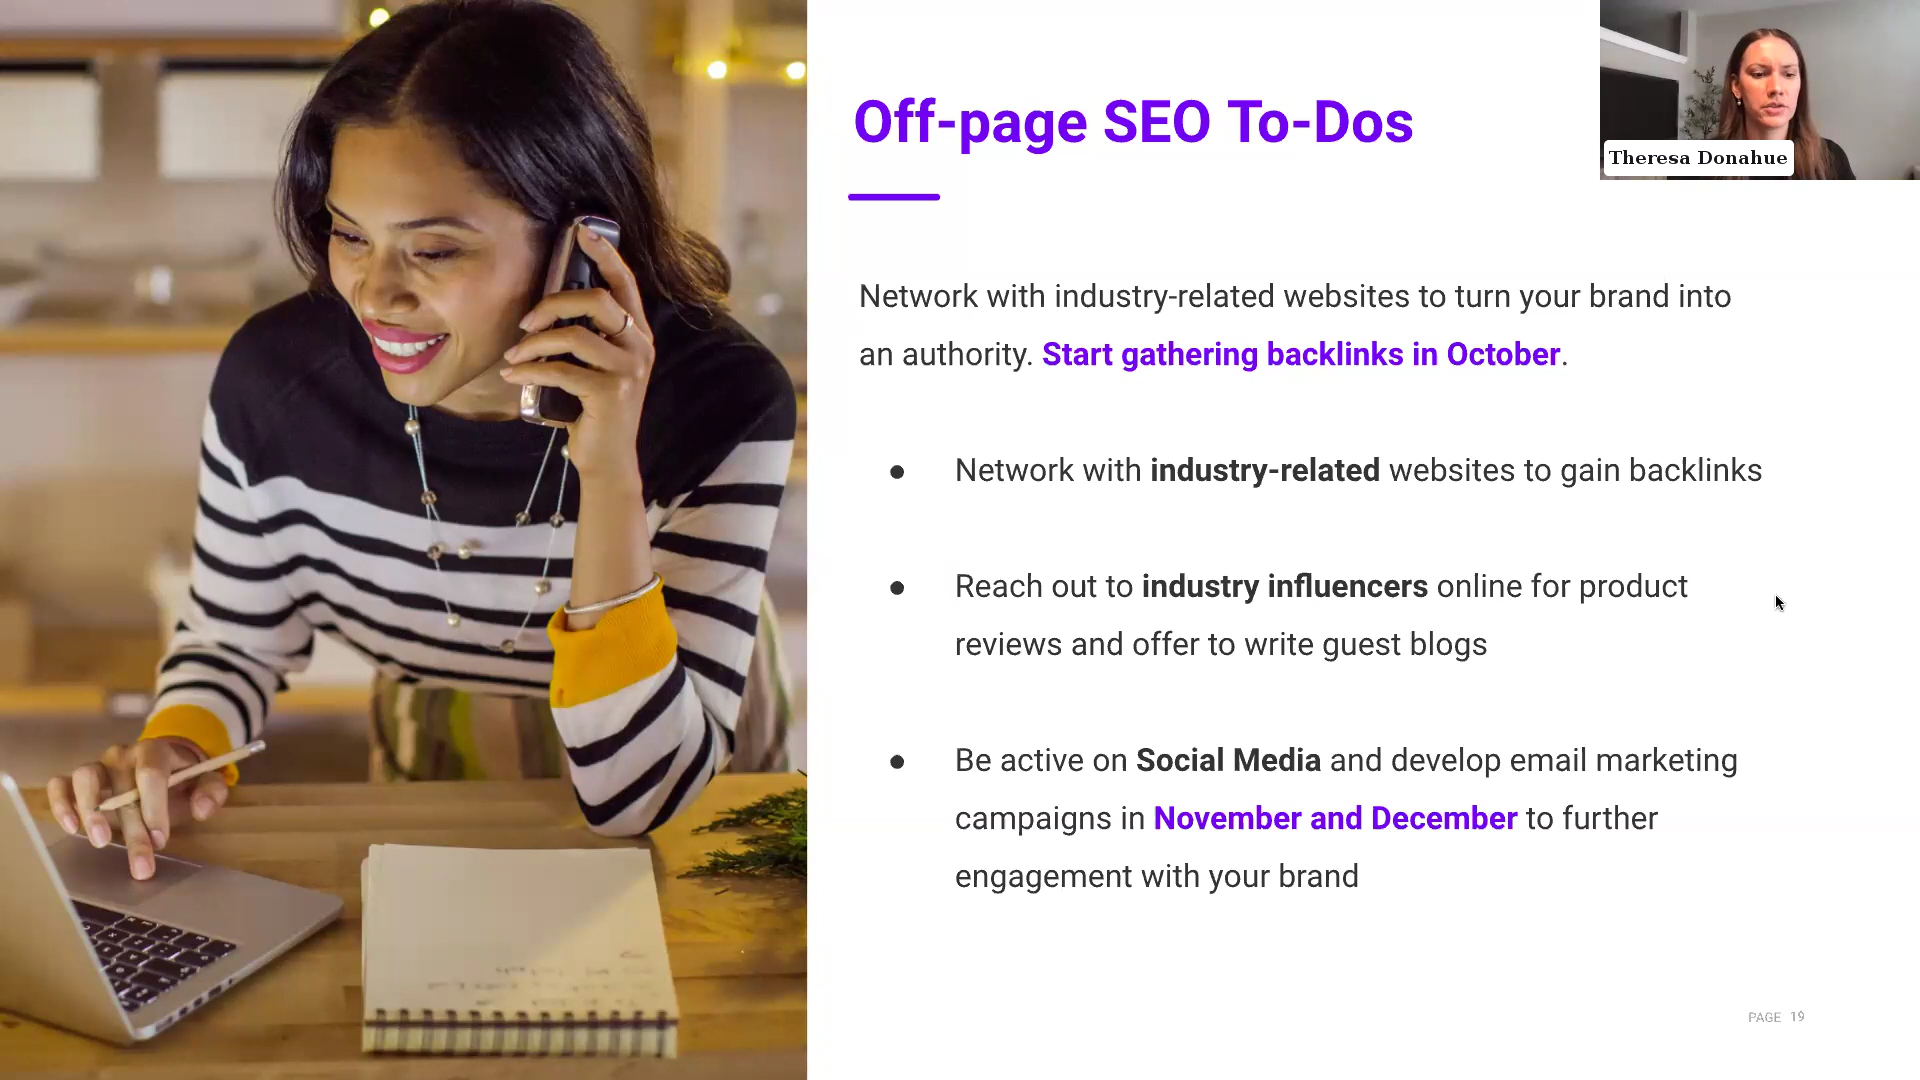 Off-page SEO To-Dos
Theresa Donahue
Network with industry-related websites to turn your brand into
an authority. Start gathering backlinks in October.
● Network with industry-related websites to gain backlinks
● Reach out to industry influencers online for product
reviews and offer to write guest blogs
● Be active on Social Media and develop email marketing
campaigns in November and December to further
engagement with your brand
PAGE 19